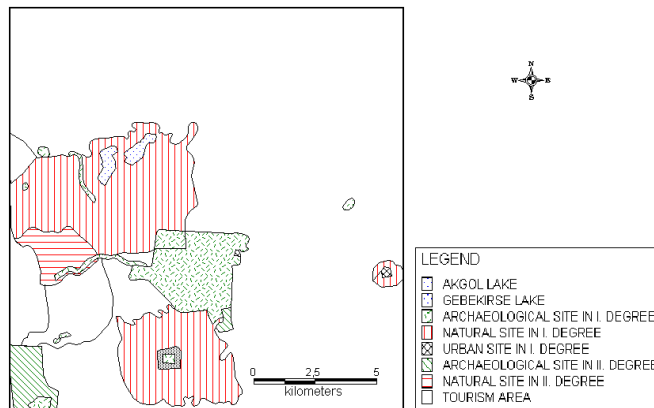 N
W E
S
0 2,5 5
kilometers
LEGEND
AKGOL LAKE
GEBEKIRSE LAKE
ARCHAEOLOGICAL SITE IN I. DEGREE
NATURAL SITE IN I. DEGREE
URBAN SITE IN I. DEGREE
ARCHAEOLOGICAL SITE IN II. DEGREE
NATURAL SITE IN II. DEGREE
TOURISM AREA